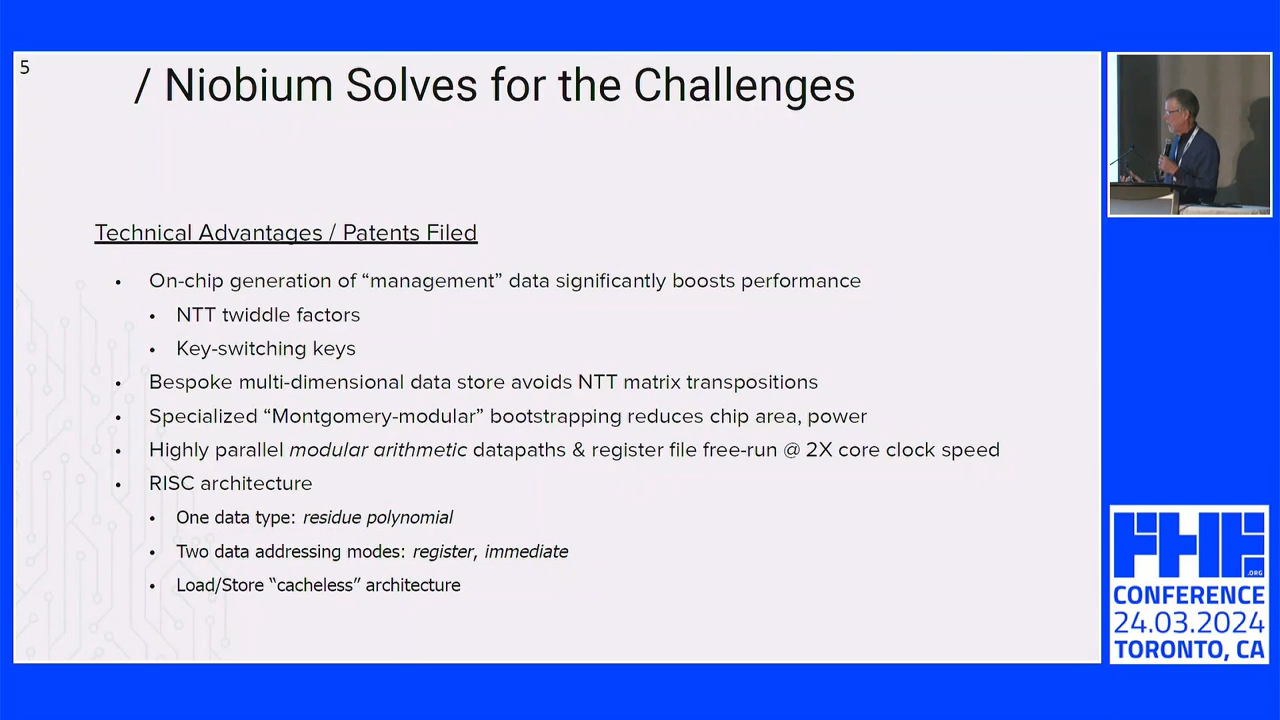 5
/ Niobium Solves for the Challenges
Technical Advantages / Patents Filed
• On-chip generation of “management” data significantly boosts performance
• NTT twiddle factors
• Key-switching keys
• Bespoke multi-dimensional data store avoids NTT matrix transpositions
• Specialized “Montgomery-modular” bootstrapping reduces chip area, power
• Highly parallel modular arithmetic datapaths & register file free-run @ 2X core clock speed
• RISC architecture
• One data type: residue polynomial
• Two data addressing modes: register, immediate
• Load/Store “cacheless” architecture
FHE
.ORG
CONFERENCE
24.03.2024
TORONTO, CA